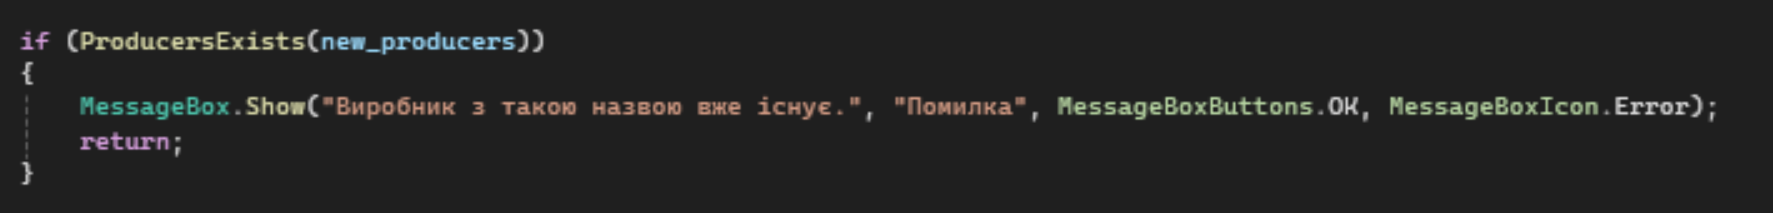 if (ProducersExists(new_producers))
{
MessageBox.Show("Виробник з такою назвою вже існує.", "Помилка", MessageBoxButtons.OK, MessageBoxIcon.Error);
return;
}